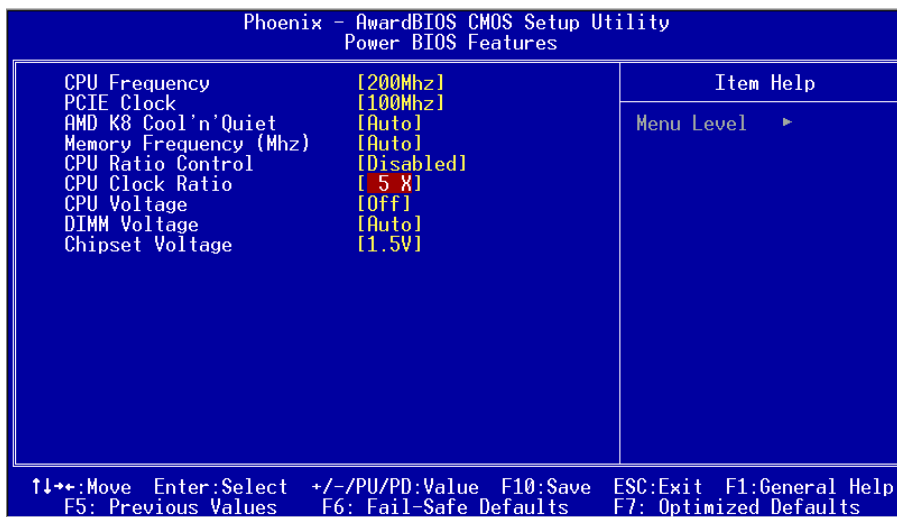 Phoenix - AwardBIOS CMOS Setup Utility
Power BIOS Features
CPU Frequency [200Mhz]
PCIE Clock [100Mhz]
AMD K8 Cool'n'Quiet [Auto]
Memory Frequency (Mhz) [Auto]
CPU Ratio Control [Disabled]
CPU Clock Ratio [ 5 X]
CPU Voltage [Off]
DIMM Voltage [Auto]
Chipset Voltage [1.5V]
Item Help
Menu Level ▶
↑↓→←:Move Enter:Select +/-/PU/PD:Value F10:Save ESC:Exit F1:General Help
F5: Previous Values F6: Fail-Safe Defaults F7: Optimized Defaults